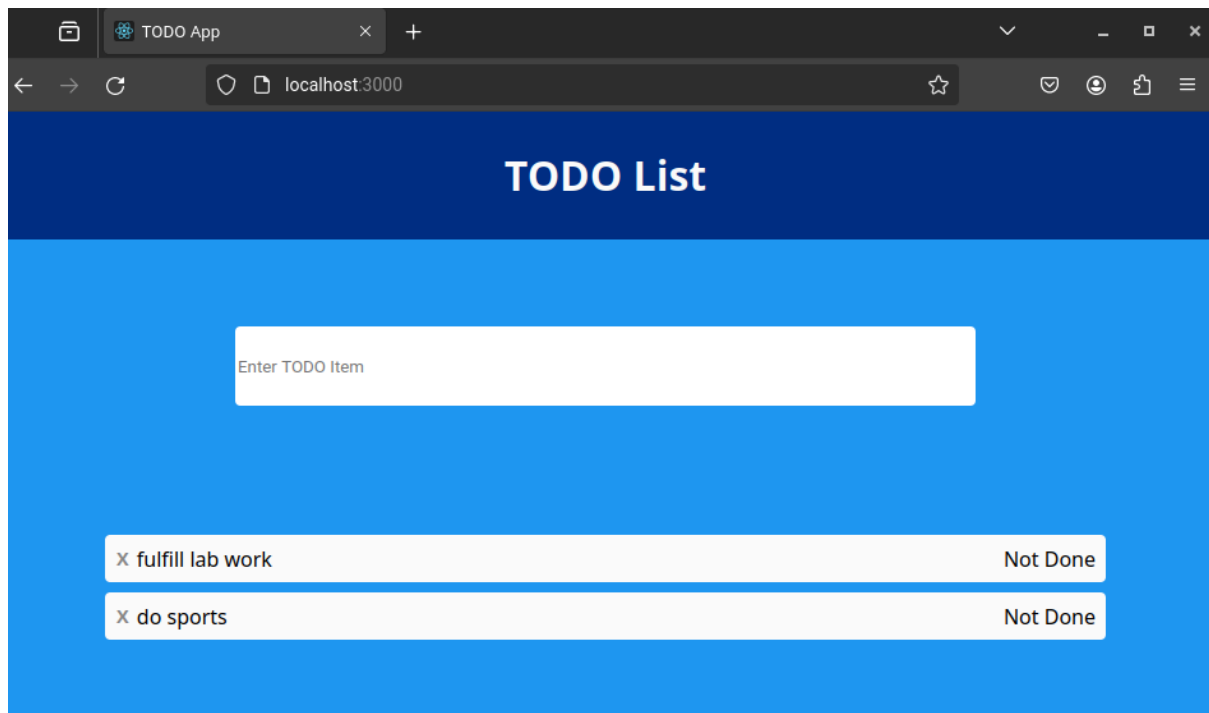 TODO App
localhost:3000
TODO List
Enter TODO Item
x fulfill lab work Not Done
x do sports Not Done